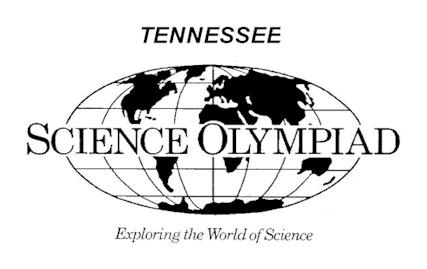 TENNESSEE
SCIENCE OLYMPIAD
Exploring the World of Science